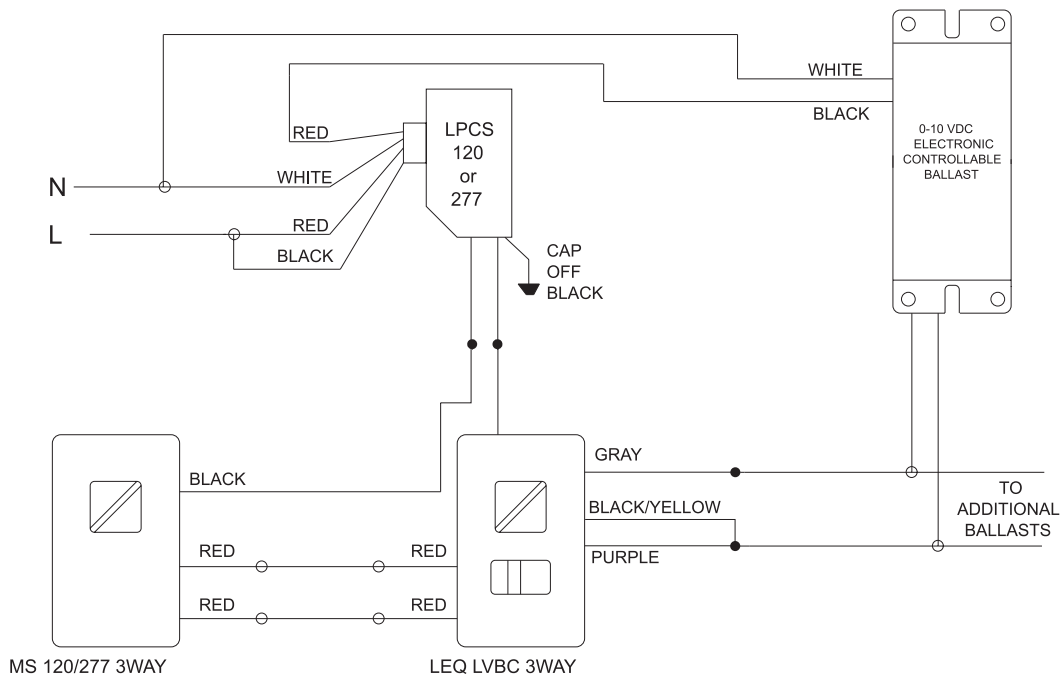 WHITE
BLACK
0-10 VDC
ELECTRONIC
CONTROLLABLE
BALLAST
LPCS
120
or
277
RED
WHITE
N
RED
L
BLACK
CAP
OFF
BLACK
GRAY
BLACK
BLACK/YELLOW
TO
ADDITIONAL
BALLASTS
RED
RED
PURPLE
RED
RED
MS 120/277 3WAY
LEQ LVBC 3WAY